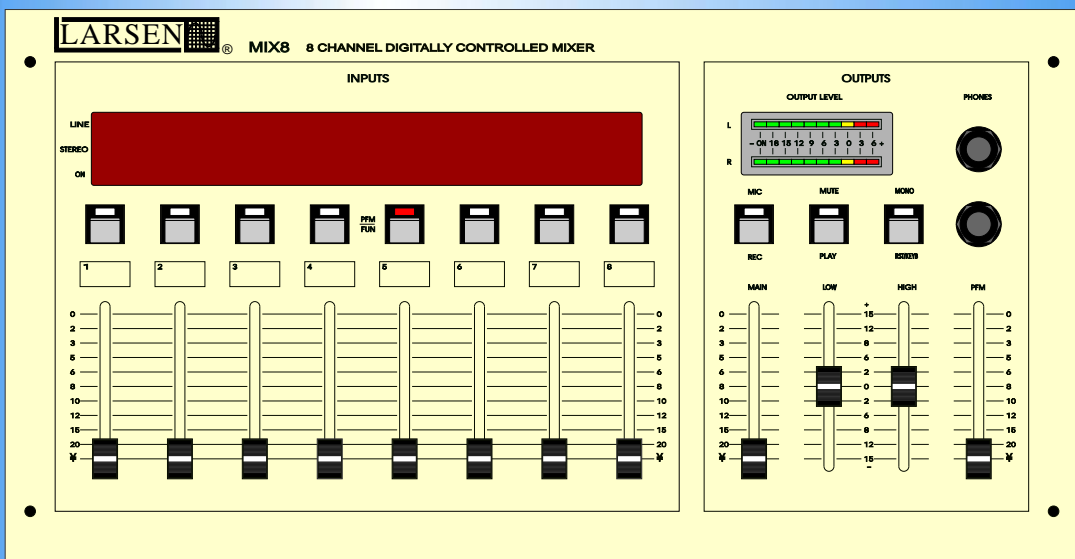 LARSEN ®
MIX8 8 CHANNEL DIGITALLY CONTROLLED MIXER
INPUTS
LINE
STEREO
ON
PFM
FUN
1 2 3 4 5 6 7 8
0 0
2 2
3 3
5 5
6 6
8 8
10 10
12 12
15 15
20 20
¥ ¥
OUTPUTS
OUTPUT LEVEL PHONES
L
- ON 18 15 12 9 6 3 0 3 6 +
R
MIC MUTE MONO
REC PLAY RST/KEYB
MAIN LOW HIGH PFM
+
0 15 0
2 12 2
3 8 3
5 6 5
6 2 6
8 0 8
10 2 10
12 6 12
15 8 15
20 12 20
¥ 15 ¥
-